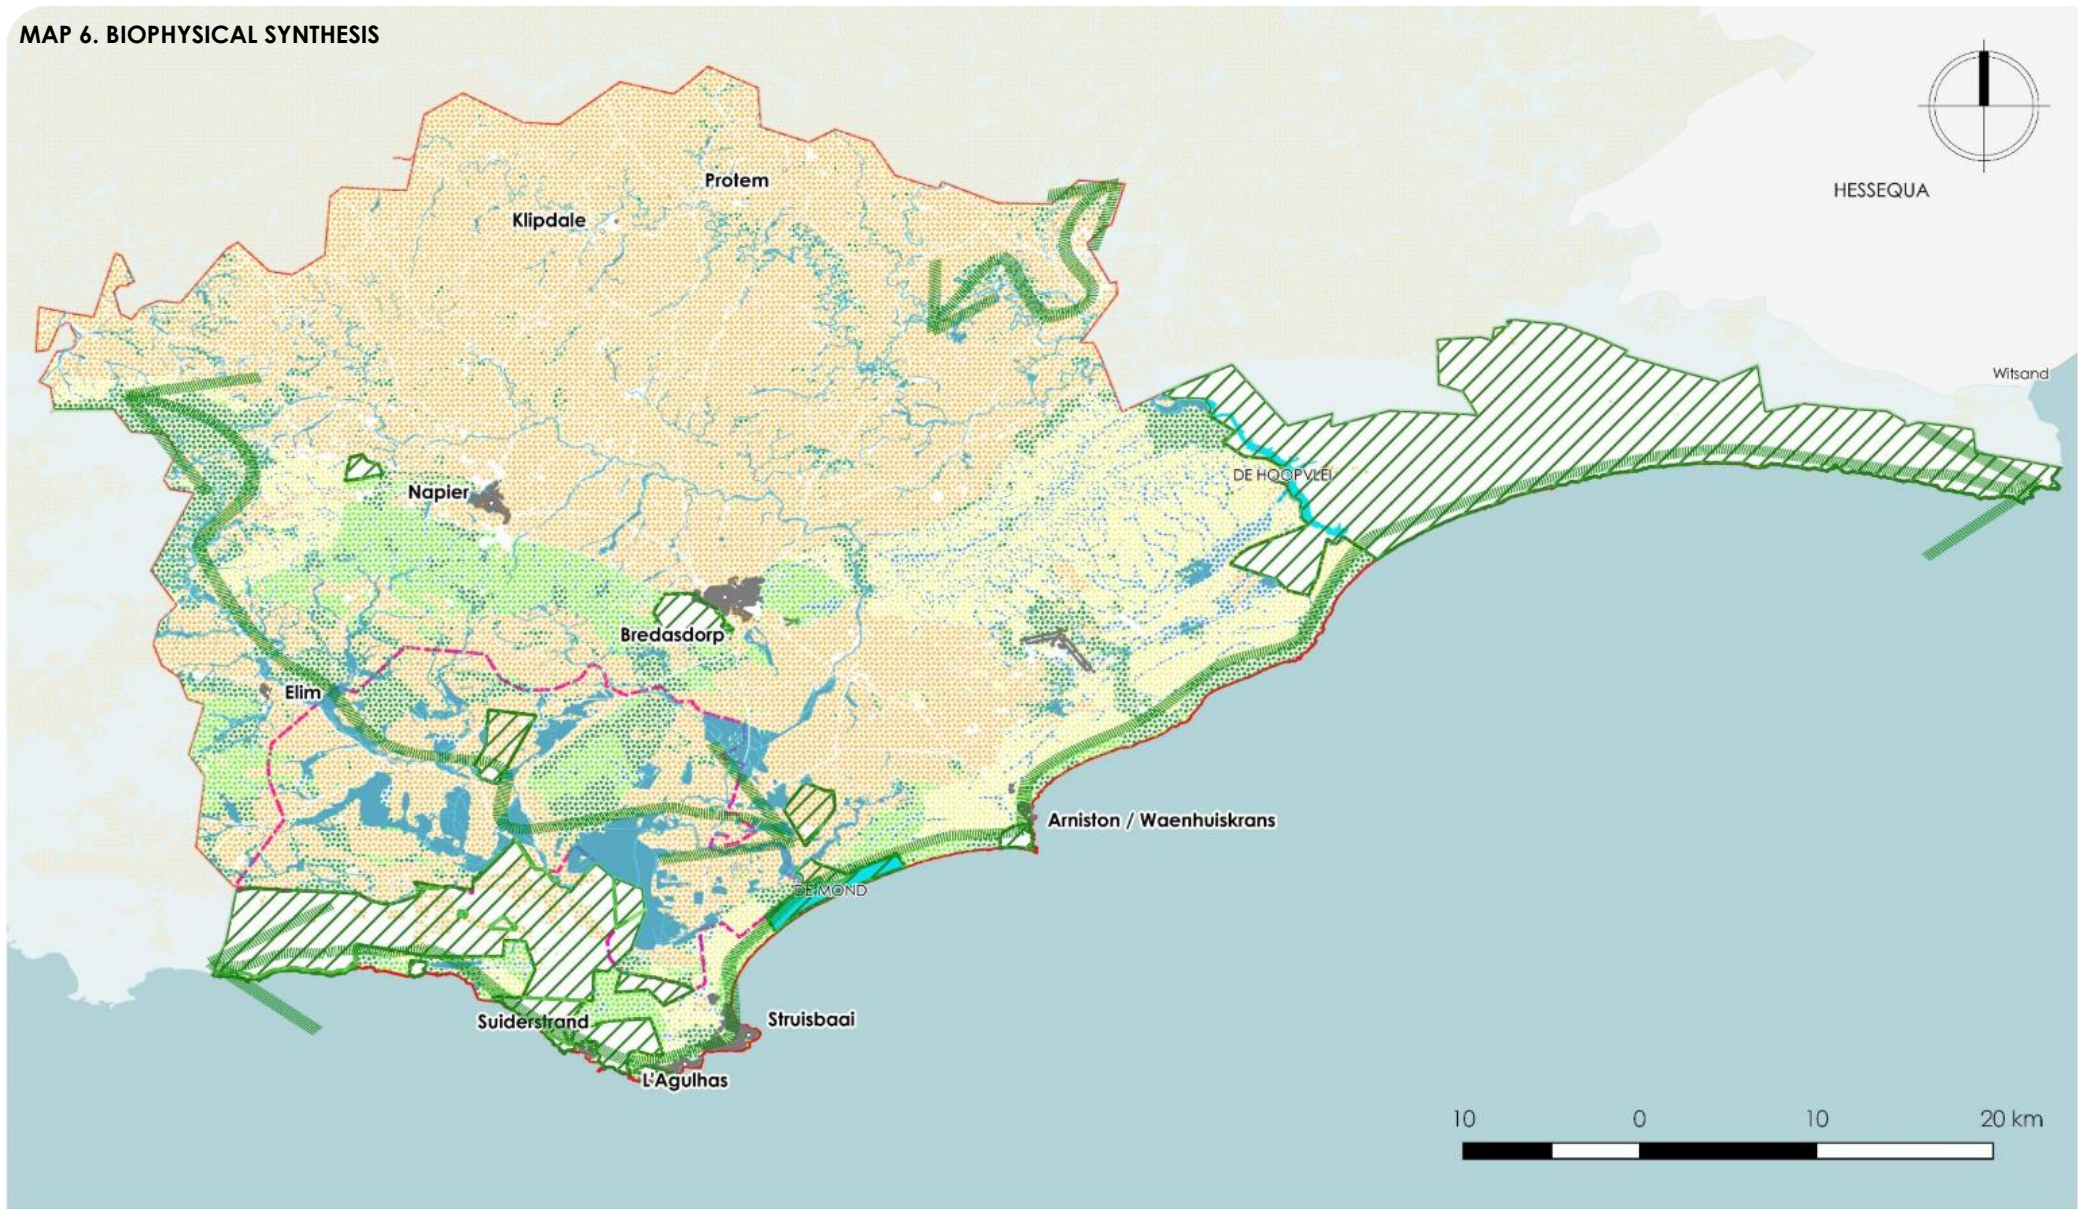 MAP 6. BIOPHYSICAL SYNTHESIS
Protem
HESSEQUA
Klipdale
Witsand
DE HOOPVLEI
Napier
Bredasdorp
Elim
Arniston / Waenhuiskrans
DE MOND
Suiderstrand
Struisbaai
L'Agulhas
10 0 10 20 km